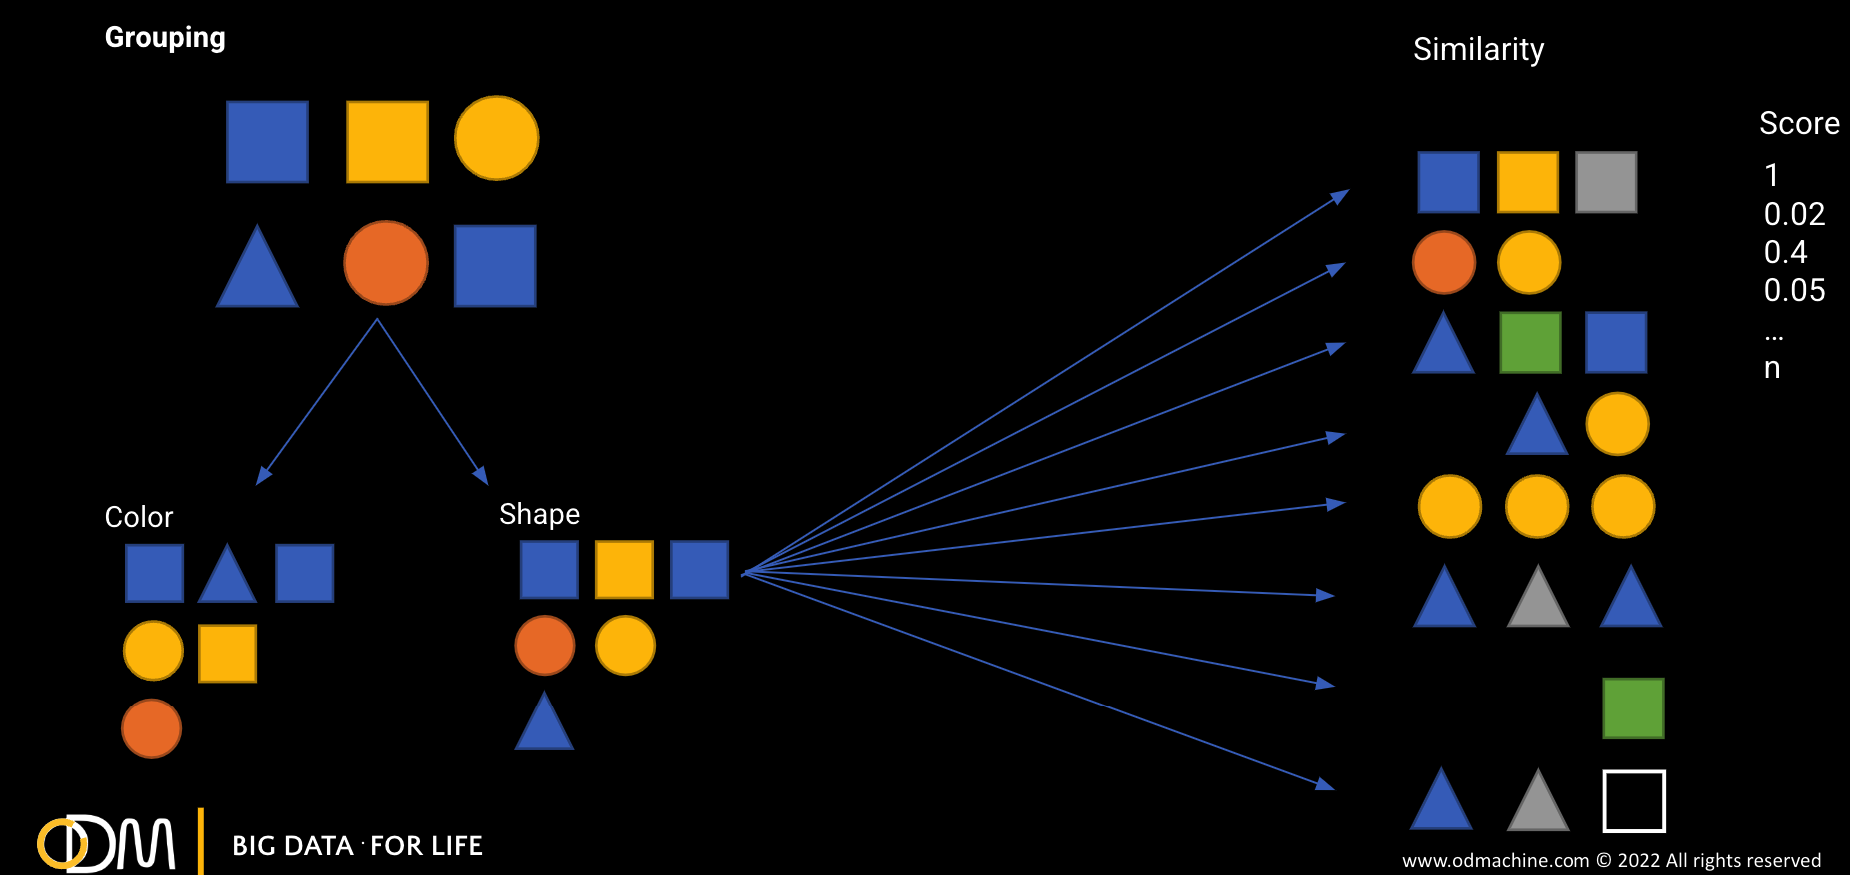 Grouping
Similarity
Score
1
0.02
0.4
0.05
...
n
Color
Shape
ODM
BIG DATA · FOR LIFE
www.odmachine.com © 2022 All rights reserved